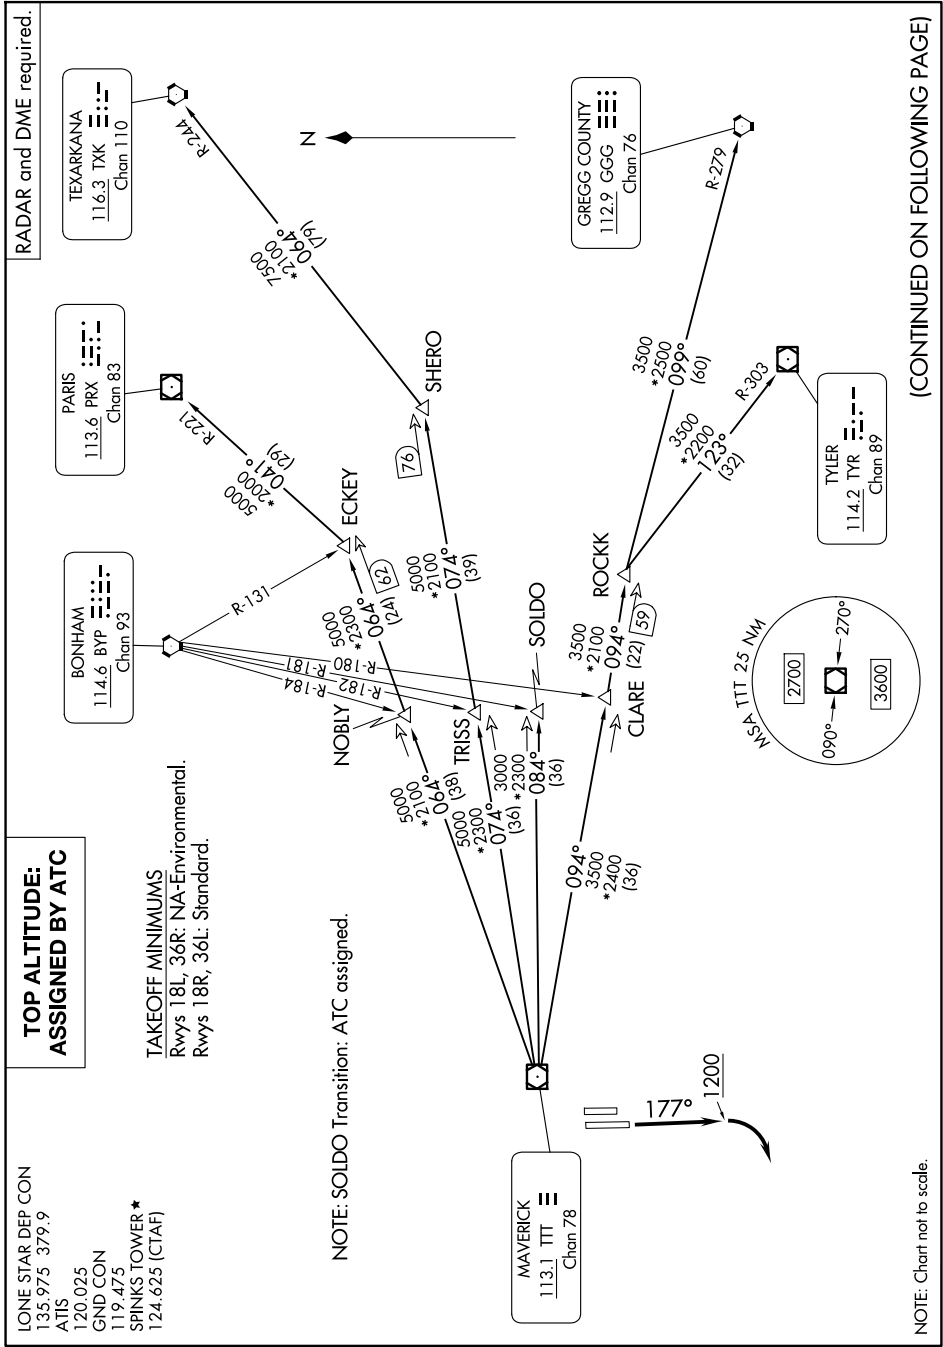 RADAR and DME required.
TOP ALTITUDE:
ASSIGNED BY ATC
LONE STAR DEP CON
135.975 379.9
ATIS
120.025
GND CON
119.475
SPINKS TOWER ★
124.625 (CTAF)
TAKEOFF MINIMUMS
Rwys 18L, 36R: NA-Environmental.
Rwys 18R, 36L: Standard.
NOTE: SOLDO Transition: ATC assigned.
BONHAM
114.6 BYP
Chan 93
PARIS
113.6 PRX
Chan 83
TEXARKANA
116.3 TXK
Chan 110
R-131
R-184
R-182
R-181
R-180
R-221
R-244
5000
*2000
041°
(29)
7500
*2100
064°
(79)
N
NOBLY
ECKEY
5000
*2300
064°
(24)
62
5000
*2100
064°
(38)
TRISS
5000
*2300
074°
(36)
5000
*2100
074°
(39)
76
SHERO
SOLDO
3000
*2300
084°
(36)
094°
3500
*2400
(36)
CLARE
3500
*2100
094°
(22)
59
ROCKK
3500
*2500
099°
(60)
R-279
3500
*2200
123°
(32)
R-303
GREGG COUNTY
112.9 GGG
Chan 76
TYLER
114.2 TYR
Chan 89
MAVERICK
113.1 TTT
Chan 78
177°
1200
MSA TTT 25 NM
2700
090°
270°
3600
NOTE: Chart not to scale.
(CONTINUED ON FOLLOWING PAGE)